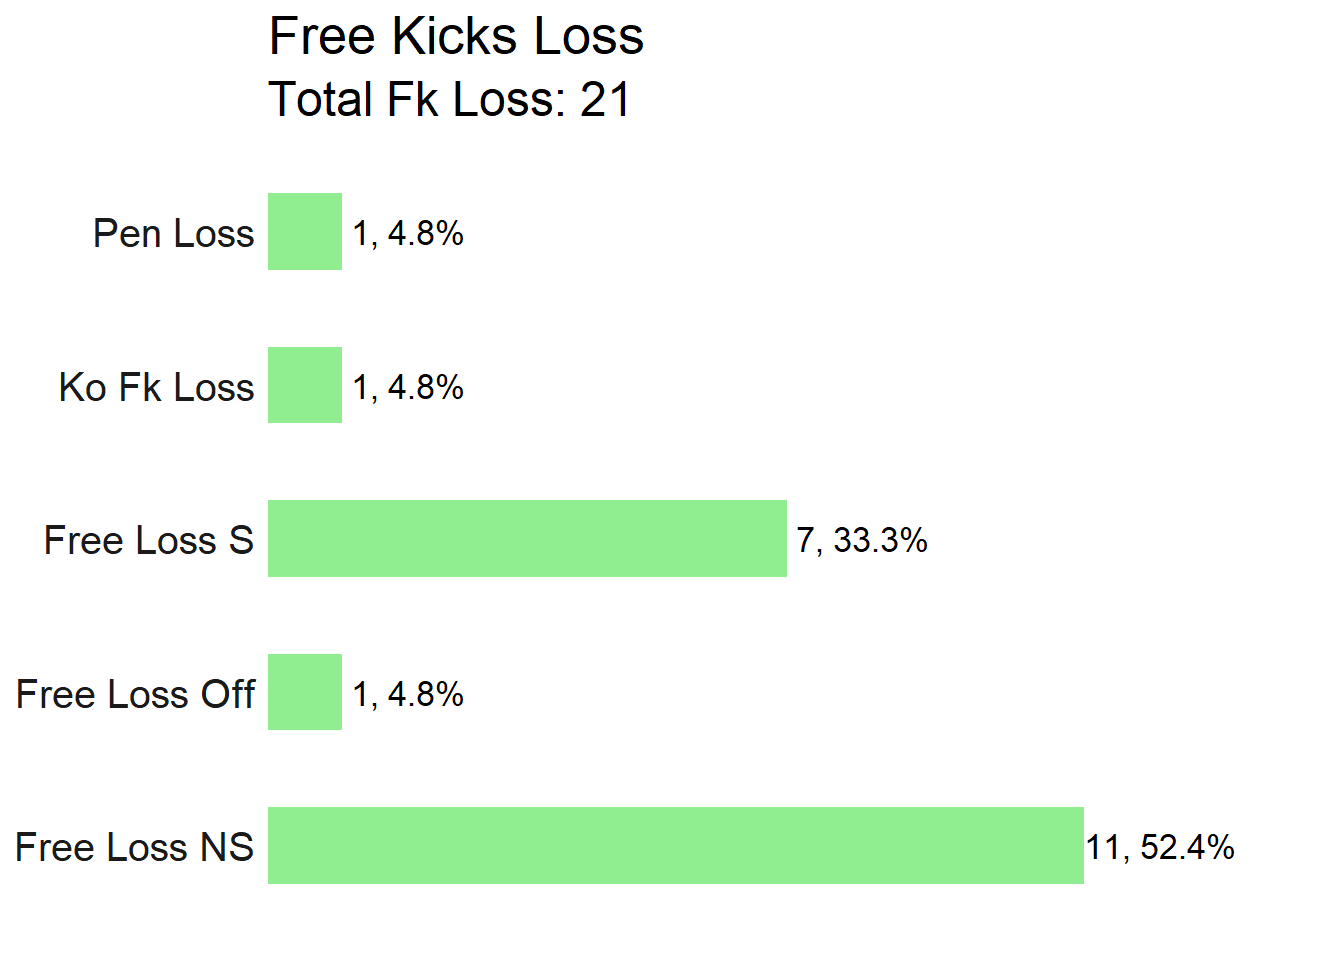 Free Kicks Loss
Total Fk Loss: 21
Pen Loss 1, 4.8%
Ko Fk Loss 1, 4.8%
Free Loss S 7, 33.3%
Free Loss Off 1, 4.8%
Free Loss NS 11, 52.4%